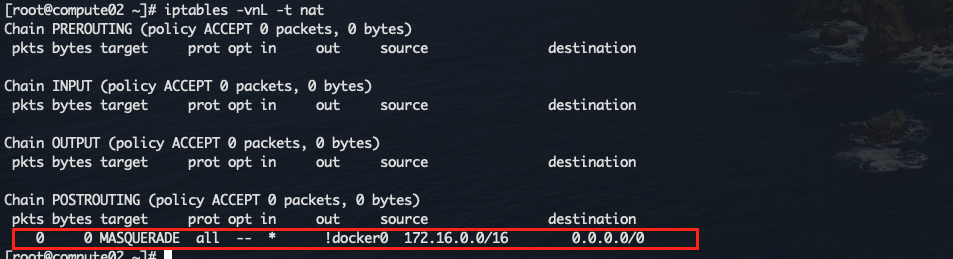 [root@compute02 ~]# iptables -vnL -t nat
Chain PREROUTING (policy ACCEPT 0 packets, 0 bytes)
pkts bytes target prot opt in out source destination
Chain INPUT (policy ACCEPT 0 packets, 0 bytes)
pkts bytes target prot opt in out source destination
Chain OUTPUT (policy ACCEPT 0 packets, 0 bytes)
pkts bytes target prot opt in out source destination
Chain POSTROUTING (policy ACCEPT 0 packets, 0 bytes)
pkts bytes target prot opt in out source destination
0 0 MASQUERADE all -- * !docker0 172.16.0.0/16 0.0.0.0/0
[root@compute02 ~]#